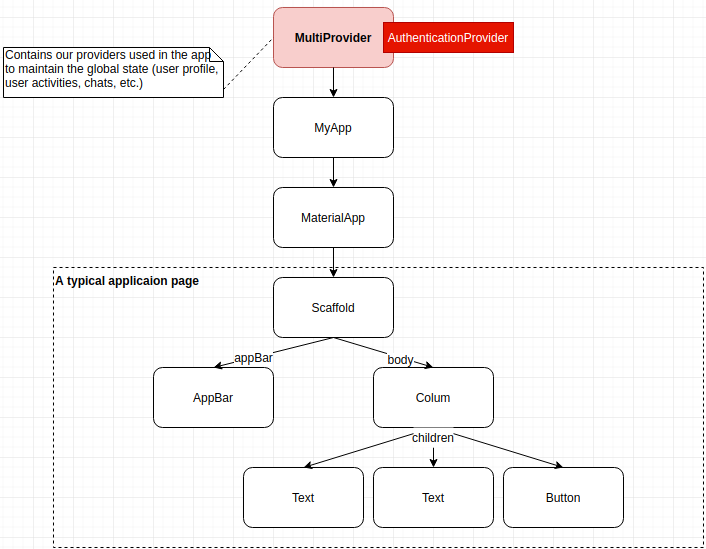 MultiProvider
AuthenticationProvider
Contains our providers used in the app
to maintain the global state (user profile,
user activities, chats, etc.)
MyApp
MaterialApp
A typical applicaion page
Scaffold
appBar
body
AppBar
Colum
children
Text
Text
Button